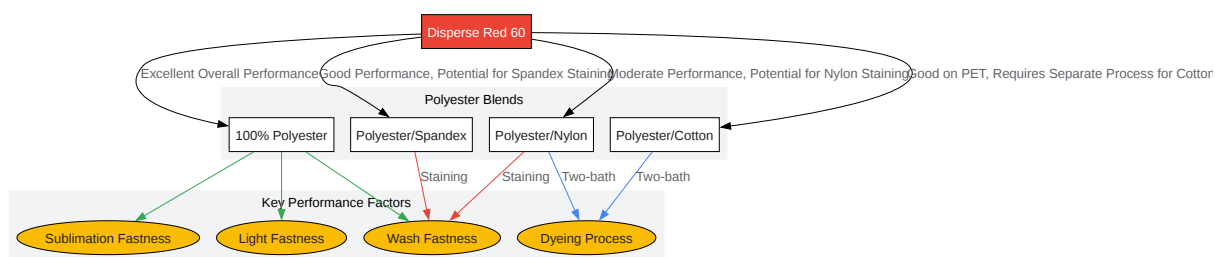 Disperse Red 60
Excellent Overall Performance
Good Performance, Potential for Spandex Staining
Moderate Performance, Potential for Nylon Staining
Good on PET, Requires Separate Process for Cotton
Polyester Blends
100% Polyester
Polyester/Spandex
Polyester/Nylon
Polyester/Cotton
Staining
Staining
Two-bath
Two-bath
Key Performance Factors
Sublimation Fastness
Light Fastness
Wash Fastness
Dyeing Process